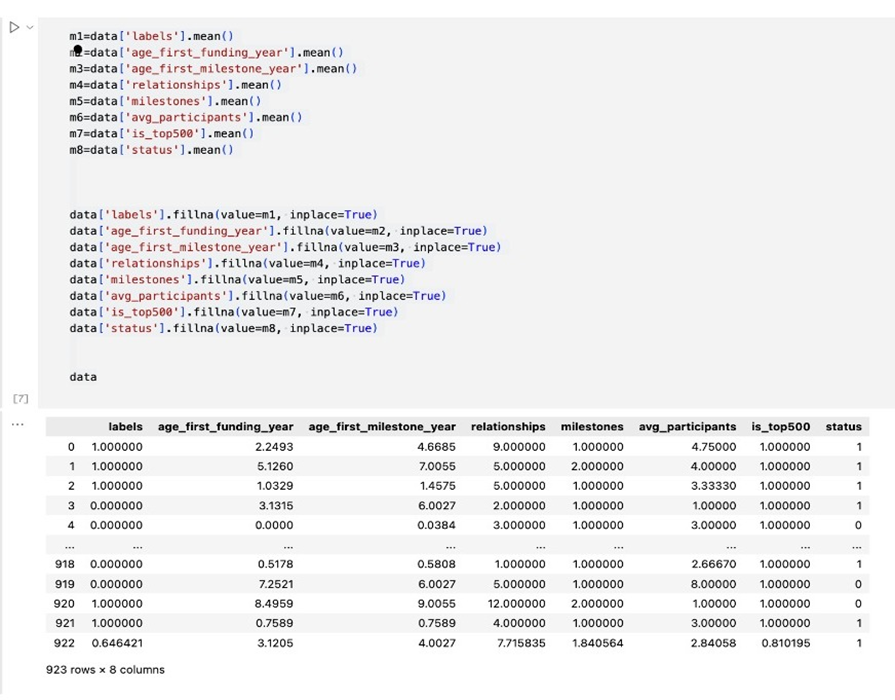 m1=data['labels'].mean()
m2=data['age_first_funding_year'].mean()
m3=data['age_first_milestone_year'].mean()
m4=data['relationships'].mean()
m5=data['milestones'].mean()
m6=data['avg_participants'].mean()
m7=data['is_top500'].mean()
m8=data['status'].mean()
data['labels'].fillna(value=m1, inplace=True)
data['age_first_funding_year'].fillna(value=m2, inplace=True)
data['age_first_milestone_year'].fillna(value=m3, inplace=True)
data['relationships'].fillna(value=m4, inplace=True)
data['milestones'].fillna(value=m5, inplace=True)
data['avg_participants'].fillna(value=m6, inplace=True)
data['is_top500'].fillna(value=m7, inplace=True)
data['status'].fillna(value=m8, inplace=True)
data
[7]
... labels age_first_funding_year age_first_milestone_year relationships milestones avg_participants is_top500 status
0 1.000000 2.2493 4.6685 9.000000 1.000000 4.75000 1.000000 1
1 1.000000 5.1260 7.0055 5.000000 2.000000 4.00000 1.000000 1
2 1.000000 1.0329 1.4575 5.000000 1.000000 3.33330 1.000000 1
3 0.000000 3.1315 6.0027 2.000000 1.000000 1.00000 1.000000 1
4 0.000000 0.0000 0.0384 3.000000 1.000000 3.00000 1.000000 0
... ... ... ... ... ... ... ... ...
918 0.000000 0.5178 0.5808 1.000000 1.000000 2.66670 1.000000 1
919 0.000000 7.2521 6.0027 5.000000 1.000000 8.00000 1.000000 0
920 1.000000 8.4959 9.0055 12.000000 2.000000 1.00000 1.000000 0
921 1.000000 0.7589 0.7589 4.000000 1.000000 3.00000 1.000000 1
922 0.646421 3.1205 4.0027 7.715835 1.840564 2.84058 0.810195 1
923 rows × 8 columns